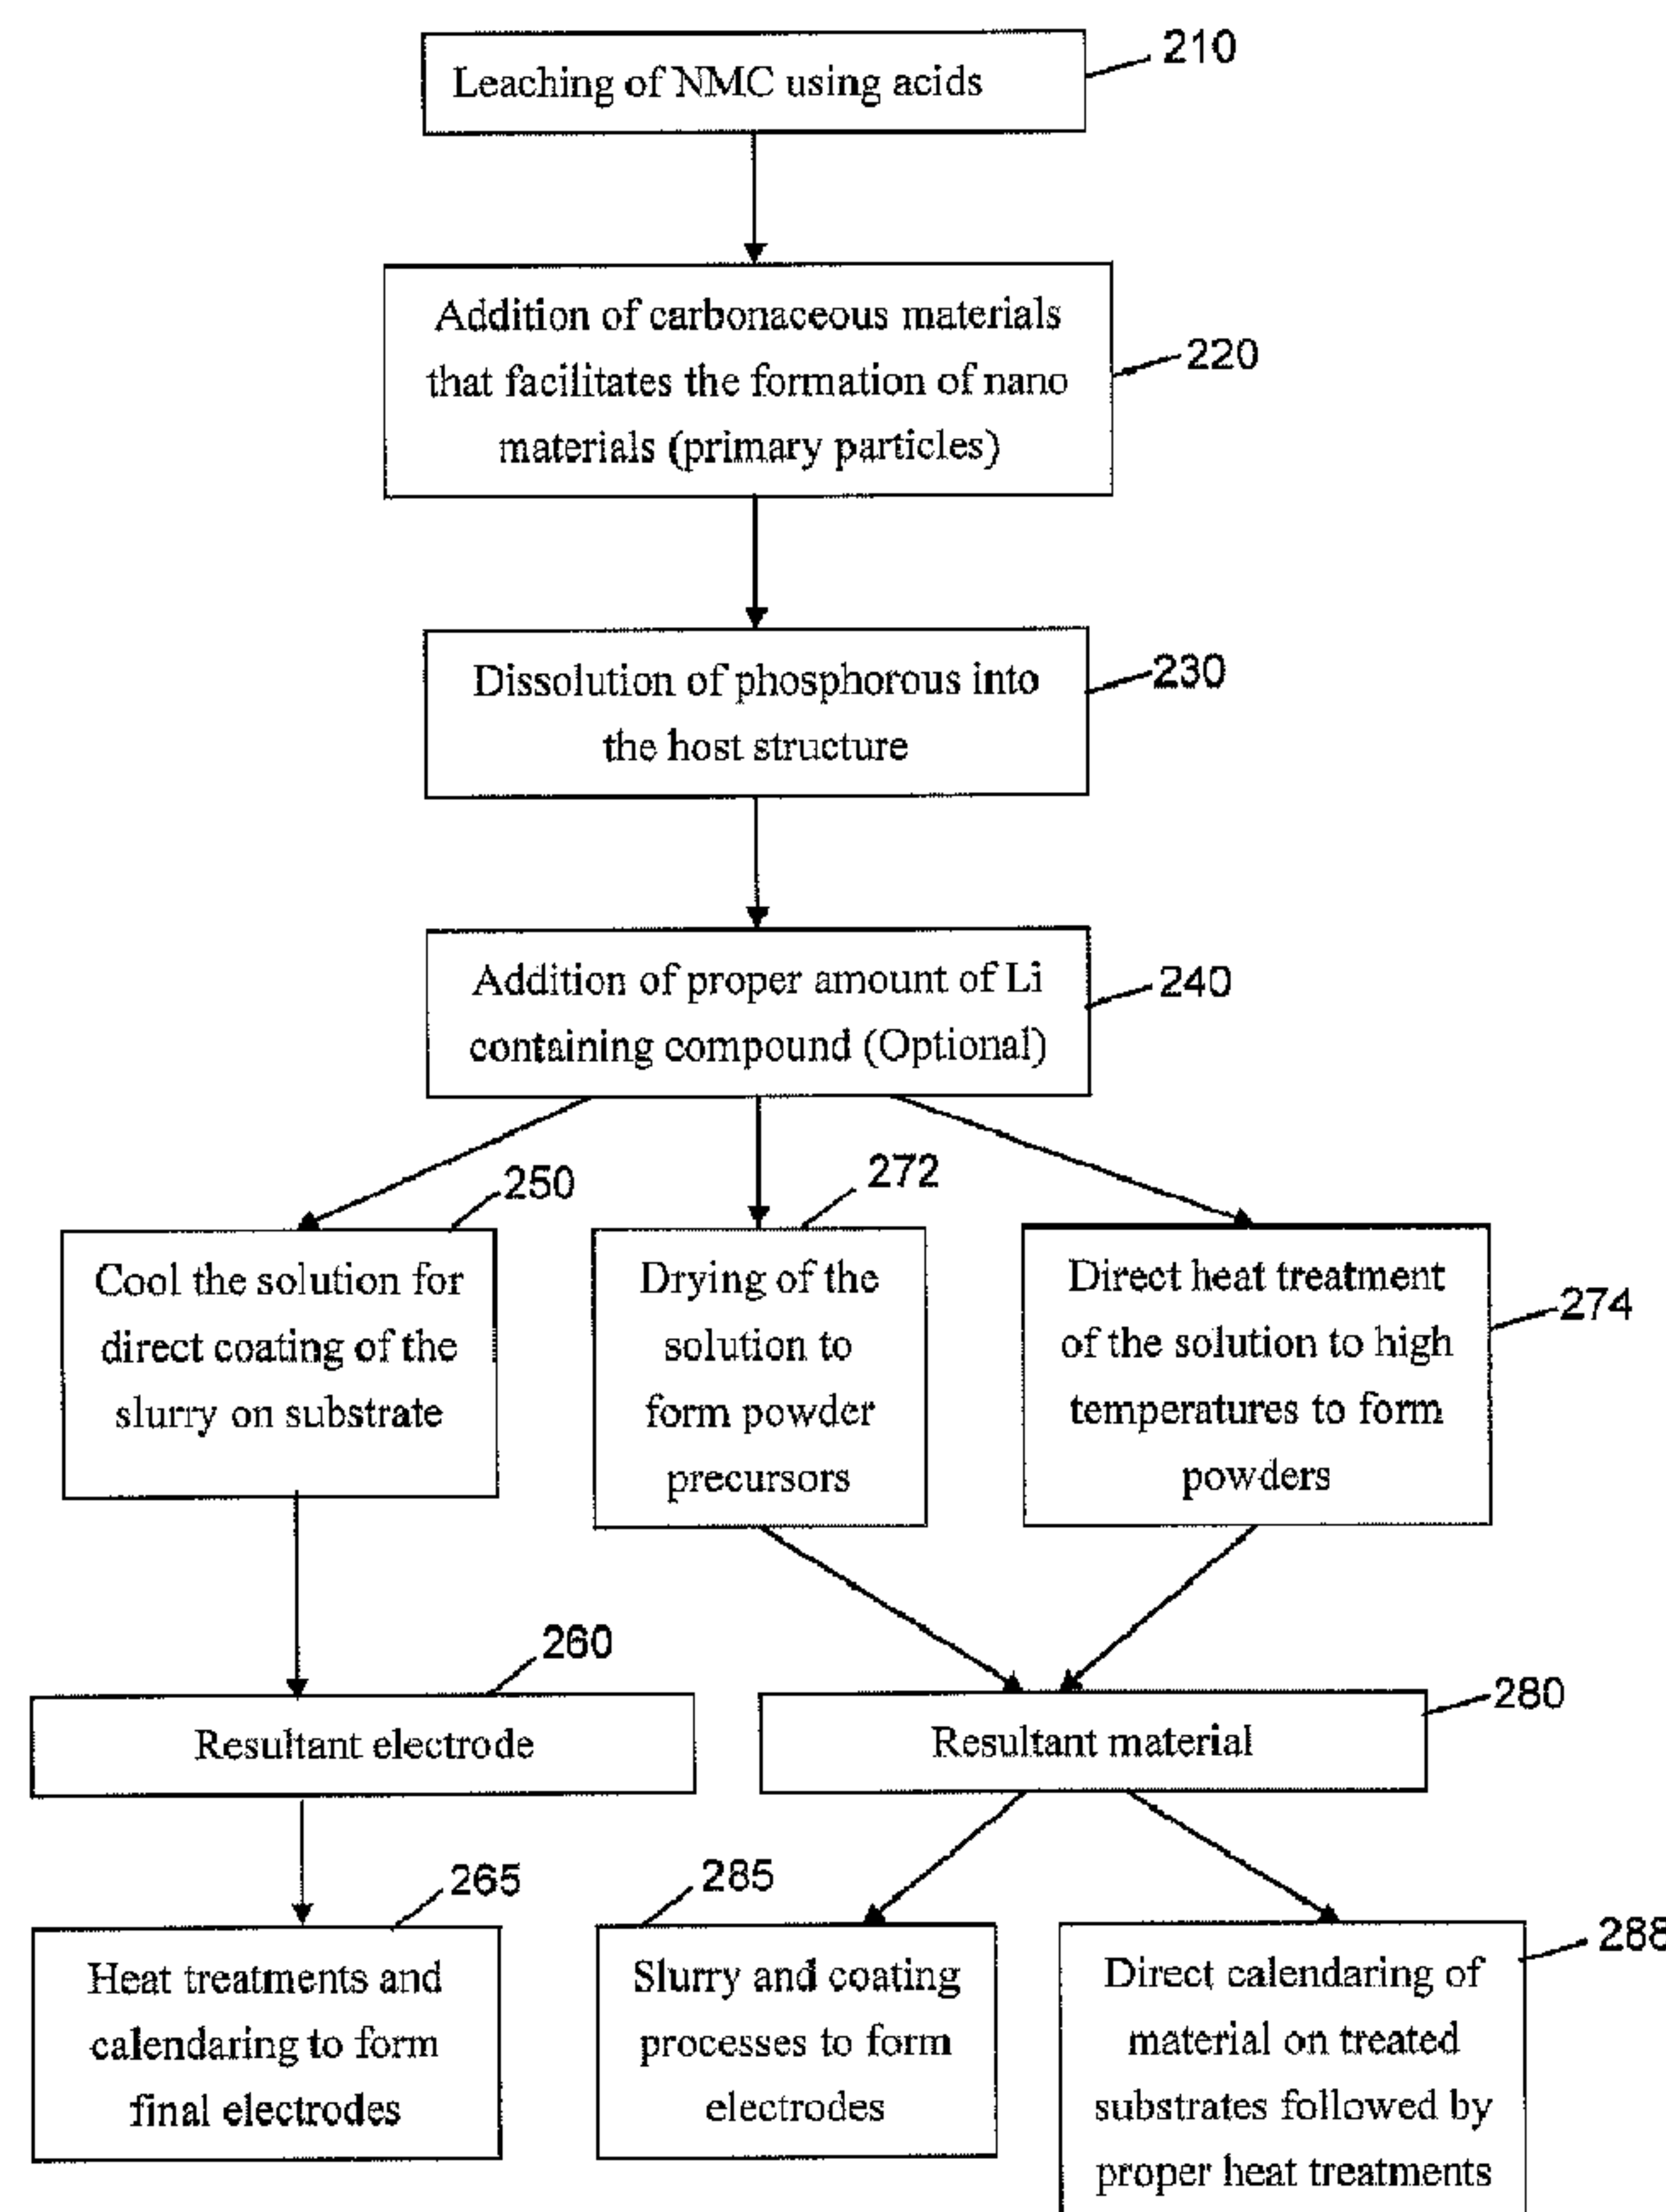 210
Leaching of NMC using acids
220
Addition of carbonaceous materials
that facilitates the formation of nano
materials (primary particles)
230
Dissolution of phosphorous into
the host structure
240
Addition of proper amount of Li
containing compound (Optional)
250
Cool the solution for
direct coating of the
slurry on substrate
272
Drying of the
solution to
form powder
precursors
274
Direct heat treatment
of the solution to high
temperatures to form
powders
260
Resultant electrode
280
Resultant material
265
Heat treatments and
calendaring to form
final electrodes
285
Slurry and coating
processes to form
electrodes
288
Direct calendaring of
material on treated
substrates followed by
proper heat treatments